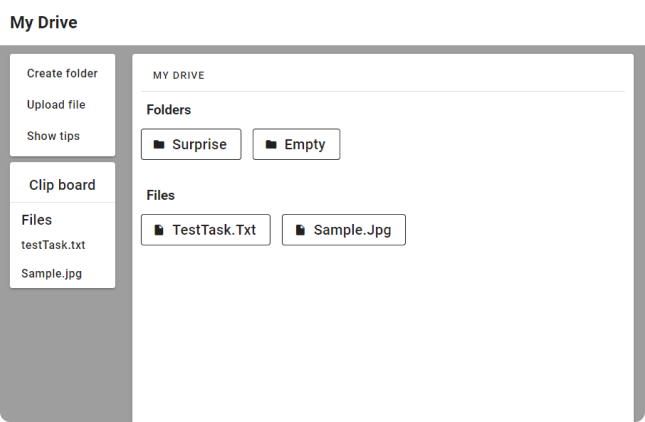 My Drive
Create folder
Upload file
Show tips
Clip board
Files
testTask.txt
Sample.jpg
MY DRIVE
Folders
Surprise
Empty
Files
TestTask.Txt
Sample.Jpg